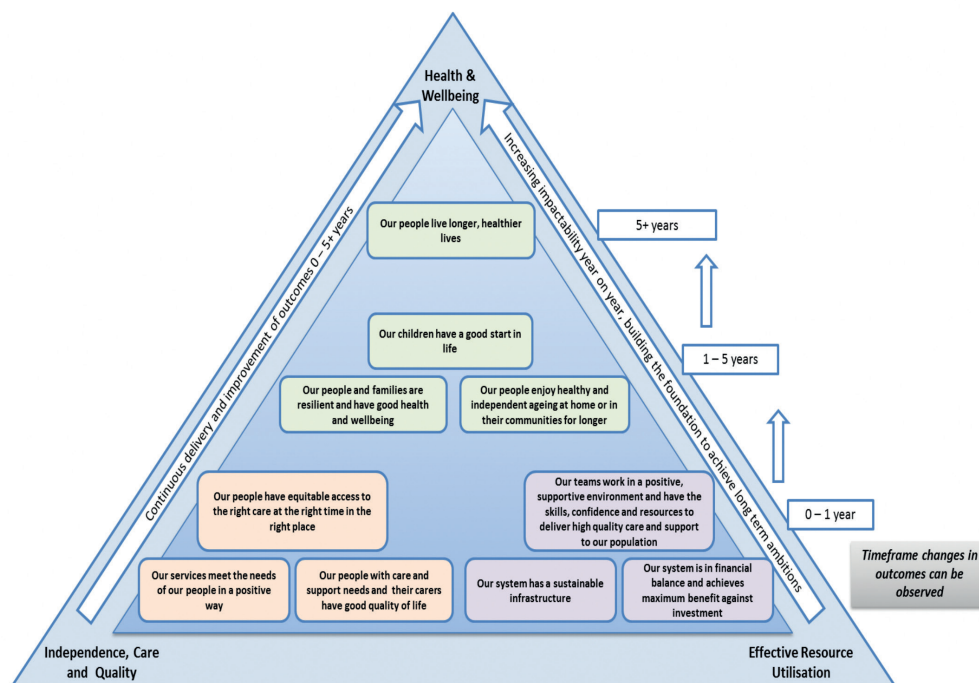 Health &
Wellbeing
Continuous delivery and improvement of outcomes 0 – 5+ years
Increasing impactability year on year, building the foundation to achieve long term ambitions
Our people live longer, healthier
lives
5+ years
Our children have a good start in
life
1 – 5 years
Our people and families are
resilient and have good health
and wellbeing
Our people enjoy healthy and
independent ageing at home or in
their communities for longer
Our people have equitable access to
the right care at the right time in the
right place
Our teams work in a positive,
supportive environment and have the
skills, confidence and resources to
deliver high quality care and support
to our population
0 – 1 year
Timeframe changes in
outcomes can be
observed
Our services meet the needs
of our people in a positive
way
Our people with care and
support needs and their carers
have good quality of life
Our system has a sustainable
infrastructure
Our system is in financial
balance and achieves
maximum benefit against
investment
Independence, Care
and Quality
Effective Resource
Utilisation